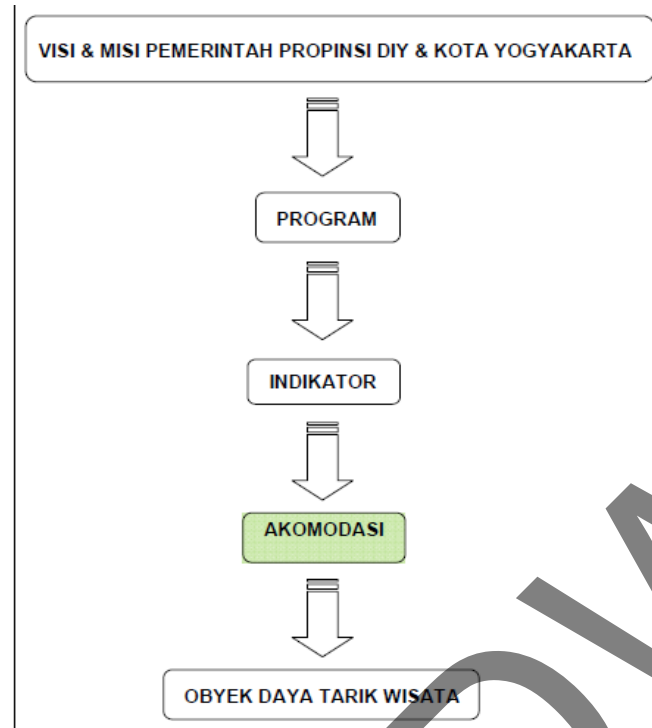 VISI & MISI PEMERINTAH PROPINSI DIY & KOTA YOGYAKARTA
PROGRAM
INDIKATOR
AKOMODASI
OBYEK DAYA TARIK WISATA